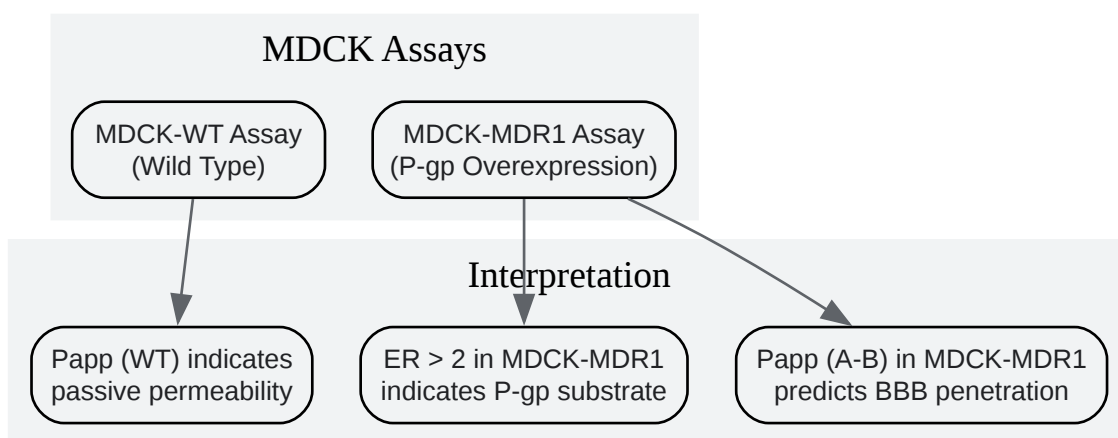 MDCK Assays
MDCK-WT Assay
(Wild Type)
MDCK-MDR1 Assay
(P-gp Overexpression)
Interpretation
Papp (WT) indicates
passive permeability
ER > 2 in MDCK-MDR1
indicates P-gp substrate
Papp (A-B) in MDCK-MDR1
predicts BBB penetration